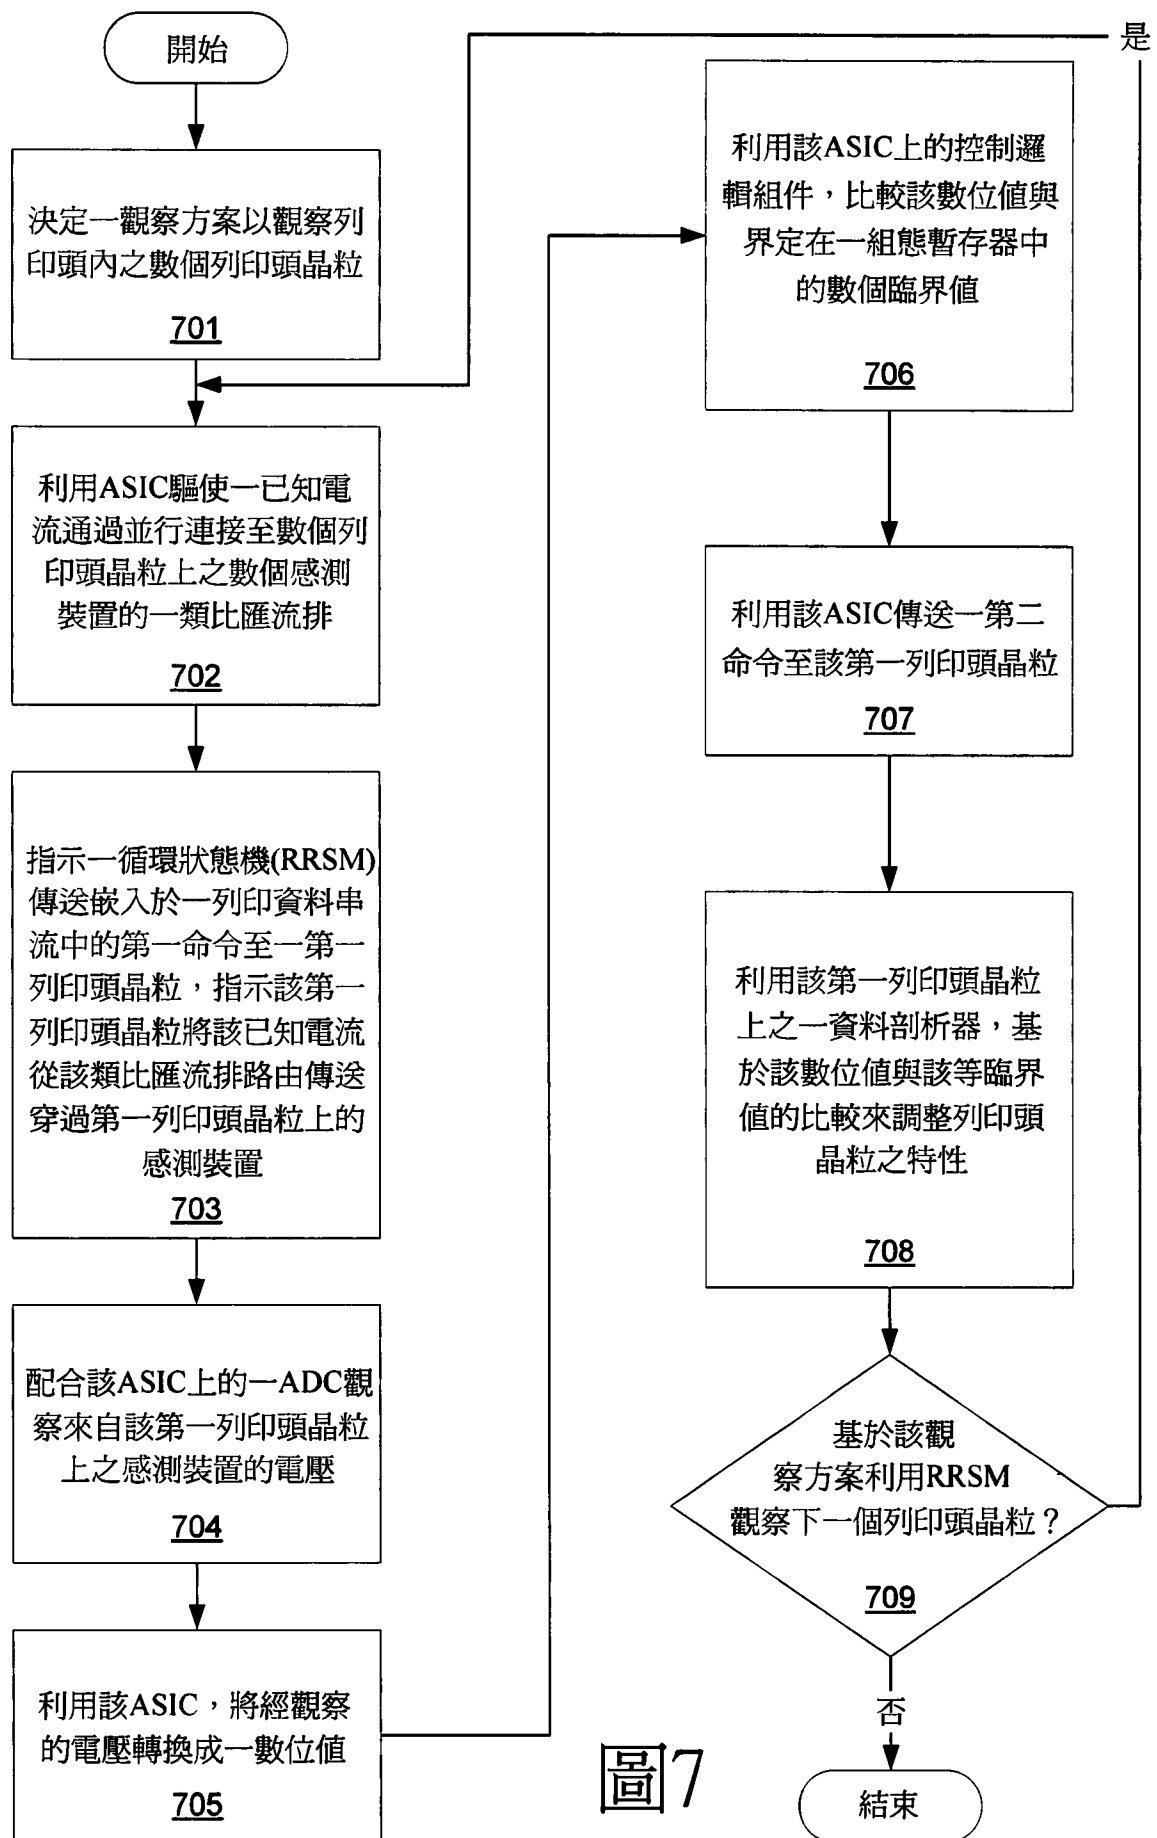 開始
決定一觀察方案以觀察列
印頭內之數個列印頭晶粒
701
利用ASIC驅使一已知電
流通過並行連接至數個列
印頭晶粒上之數個感測
裝置的一類比匯流排
702
指示一循環狀態機(RRSM)
傳送嵌入於一列印資料串
流中的第一命令至一第一
列印頭晶粒，指示該第一
列印頭晶粒將該已知電流
從該類比匯流排路由傳送
穿過第一列印頭晶粒上的
感測裝置
703
配合該ASIC上的一ADC觀
察來自該第一列印頭晶粒
上之感測裝置的電壓
704
利用該ASIC，將經觀察
的電壓轉換成一數位值
705
利用該ASIC上的控制邏
輯組件，比較該數位值與
界定在一組態暫存器中
的數個臨界值
706
利用該ASIC傳送一第二
命令至該第一列印頭晶粒
707
利用該第一列印頭晶粒
上之一資料剖析器，基
於該數位值與該等臨界
值的比較來調整列印頭
晶粒之特性
708
基於該觀
察方案利用RRSM
觀察下一個列印頭晶粒？
709
是
否
結束
圖7